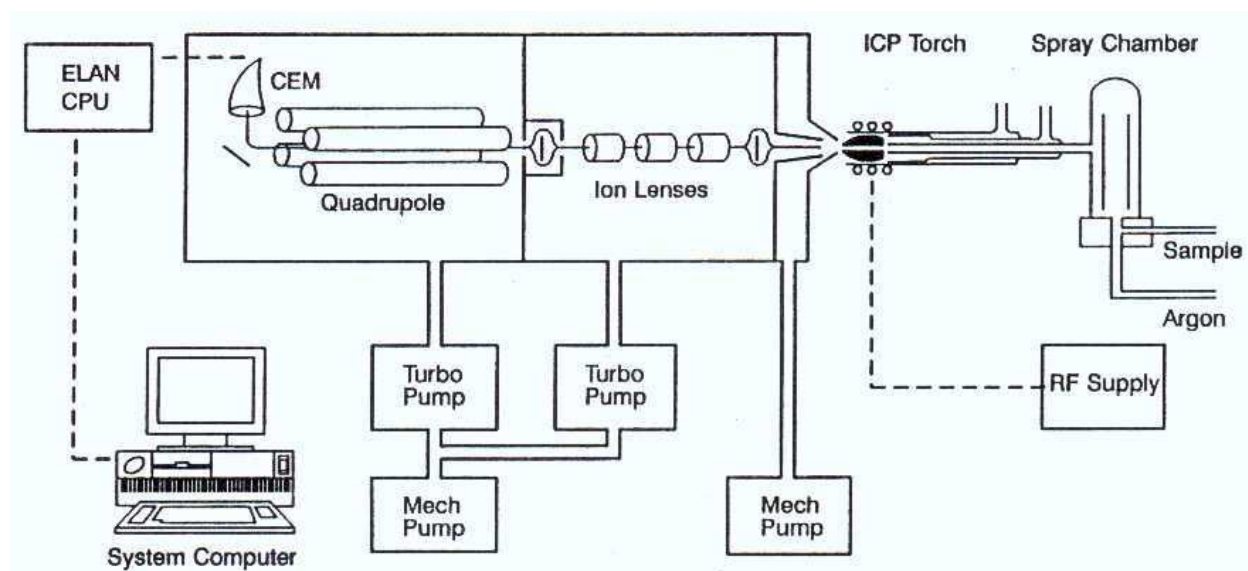 ICP Torch
Spray Chamber
ELAN
CPU
CEM
Quadrupole
Ion Lenses
Sample
Argon
Turbo
Pump
Turbo
Pump
RF Supply
Mech
Pump
Mech
Pump
System Computer